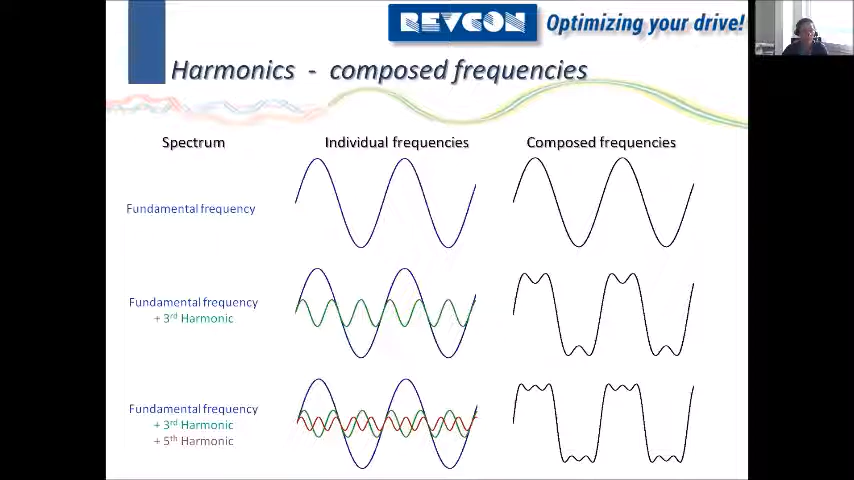 REVCON
Optimizing your drive!
Harmonics - composed frequencies
Spectrum
Individual frequencies
Composed frequencies
Fundamental frequency
Fundamental frequency
+ 3rd Harmonic
Fundamental frequency
+ 3rd Harmonic
+ 5th Harmonic